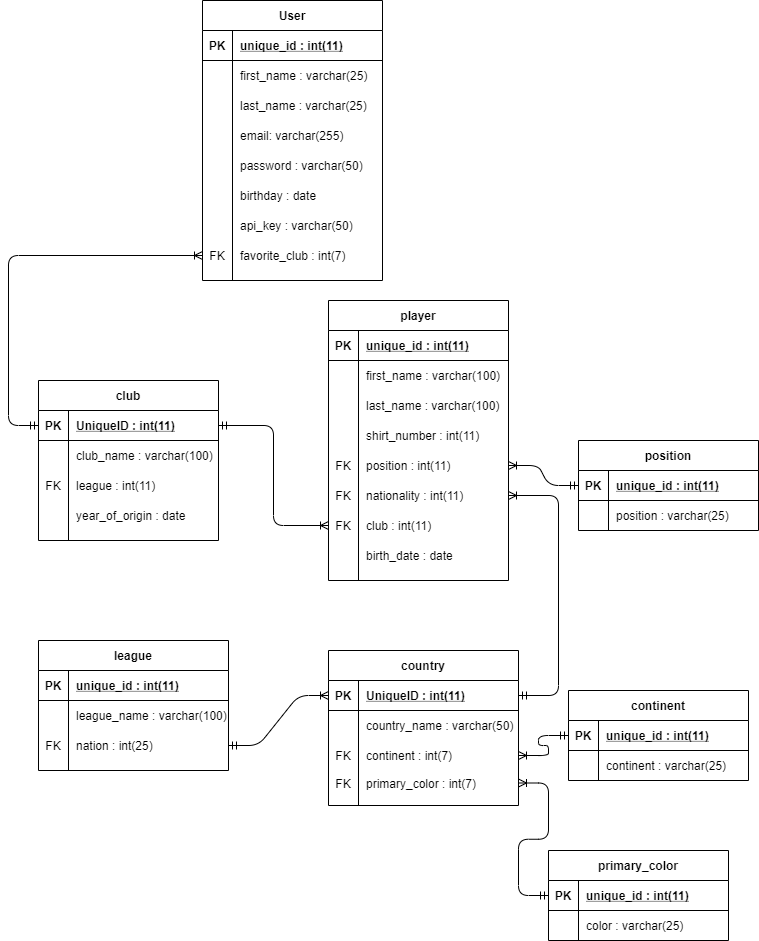 User
PK unique_id : int(11)
first_name : varchar(25)
last_name : varchar(25)
email: varchar(255)
password : varchar(50)
birthday : date
api_key : varchar(50)
FK favorite_club : int(7)
player
PK unique_id : int(11)
first_name : varchar(100)
last_name : varchar(100)
shirt_number : int(11)
FK position : int(11)
FK nationality : int(11)
FK club : int(11)
birth_date : date
club
PK UniqueID : int(11)
club_name : varchar(100)
FK league : int(11)
year_of_origin : date
position
PK unique_id : int(11)
position : varchar(25)
league
PK unique_id : int(11)
league_name : varchar(100)
FK nation : int(25)
country
PK UniqueID : int(11)
country_name : varchar(50)
FK continent : int(7)
FK primary_color : int(7)
continent
PK unique_id : int(11)
continent : varchar(25)
primary_color
PK unique_id : int(11)
color : varchar(25)